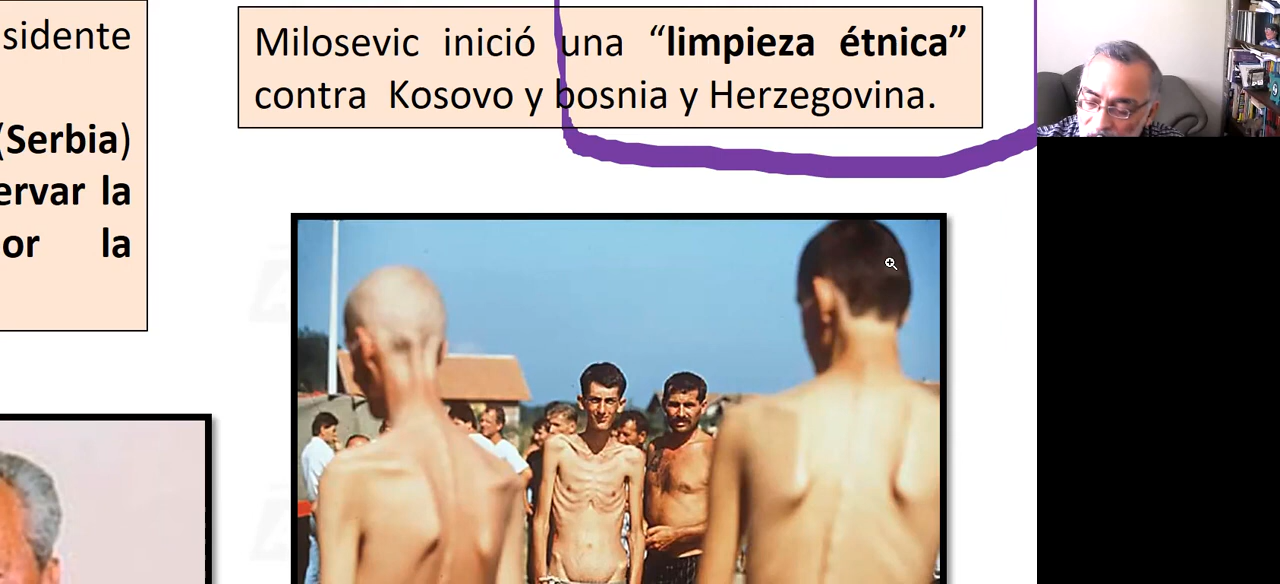 sidente
(Serbia)
ervar la
or la
Milosevic inició una “limpieza étnica”
contra Kosovo y bosnia y Herzegovina.